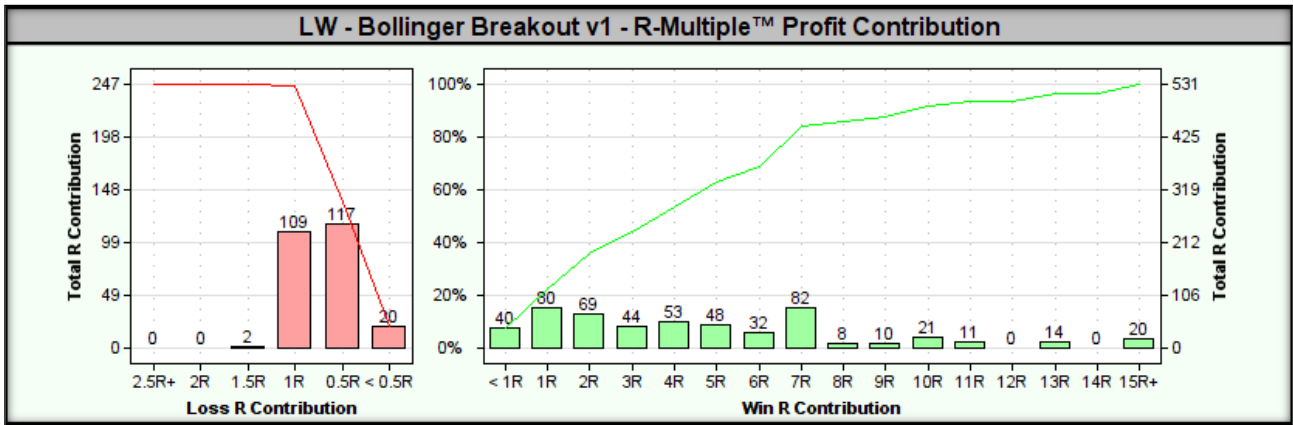 LW - Bollinger Breakout v1 - R-Multiple™ Profit Contribution
247
198
148
99
49
0
Total R Contribution
0 0 2 109 117 20
2.5R+ 2R 1.5R 1R 0.5R < 0.5R
Loss R Contribution
100%
80%
60%
40%
20%
0%
40 80 69 44 53 48 32 82 8 10 21 11 0 14 0 20
< 1R 1R 2R 3R 4R 5R 6R 7R 8R 9R 10R 11R 12R 13R 14R 15R+
Win R Contribution
531
425
319
212
106
0
Total R Contribution